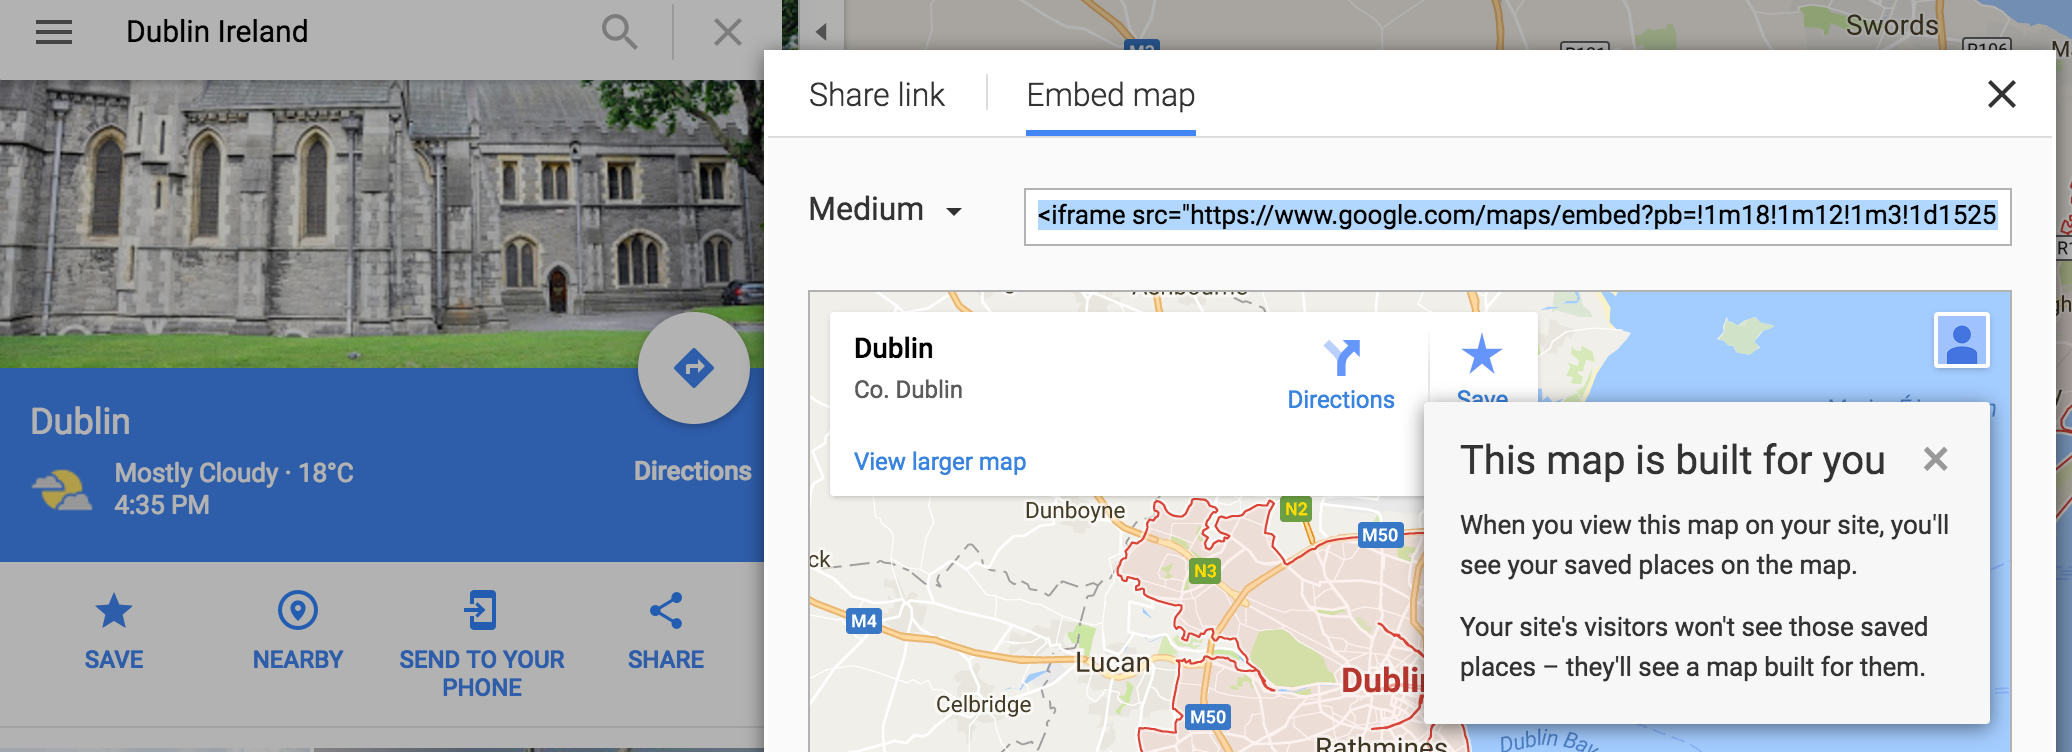 Dublin Ireland
Dublin
Mostly Cloudy · 18°C
4:35 PM
Directions
SAVE
NEARBY
SEND TO YOUR
PHONE
SHARE
Swords
R106
Share link
Embed map
Medium
<iframe src="https://www.google.com/maps/embed?pb=!1m18!1m12!1m3!1d1525
Dublin
Co. Dublin
Directions
Save
View larger map
This map is built for you
When you view this map on your site, you'll
see your saved places on the map.
Your site's visitors won't see those saved
places – they'll see a map built for them.
Dunboyne
N2
M50
N3
ck
M4
Lucan
Dublin
Celbridge
M50
Rathmines
Dublin Bay